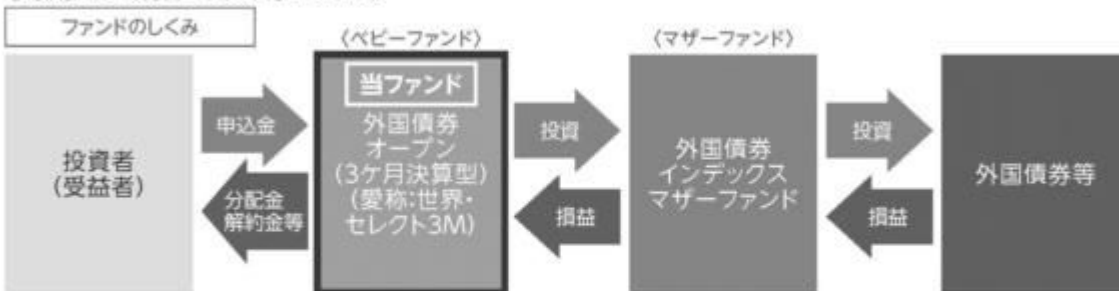 ファンドのしくみ
〈ベビーファンド〉
〈マザーファンド〉
投資者
(受益者)
申込金
分配金
解約金等
当ファンド
外国債券
オープン
(3ケ月決算型)
(愛称:世界・
セレクト3M)
投資
損益
外国債券
インデックス
マザーファンド
投資
損益
外国債券等